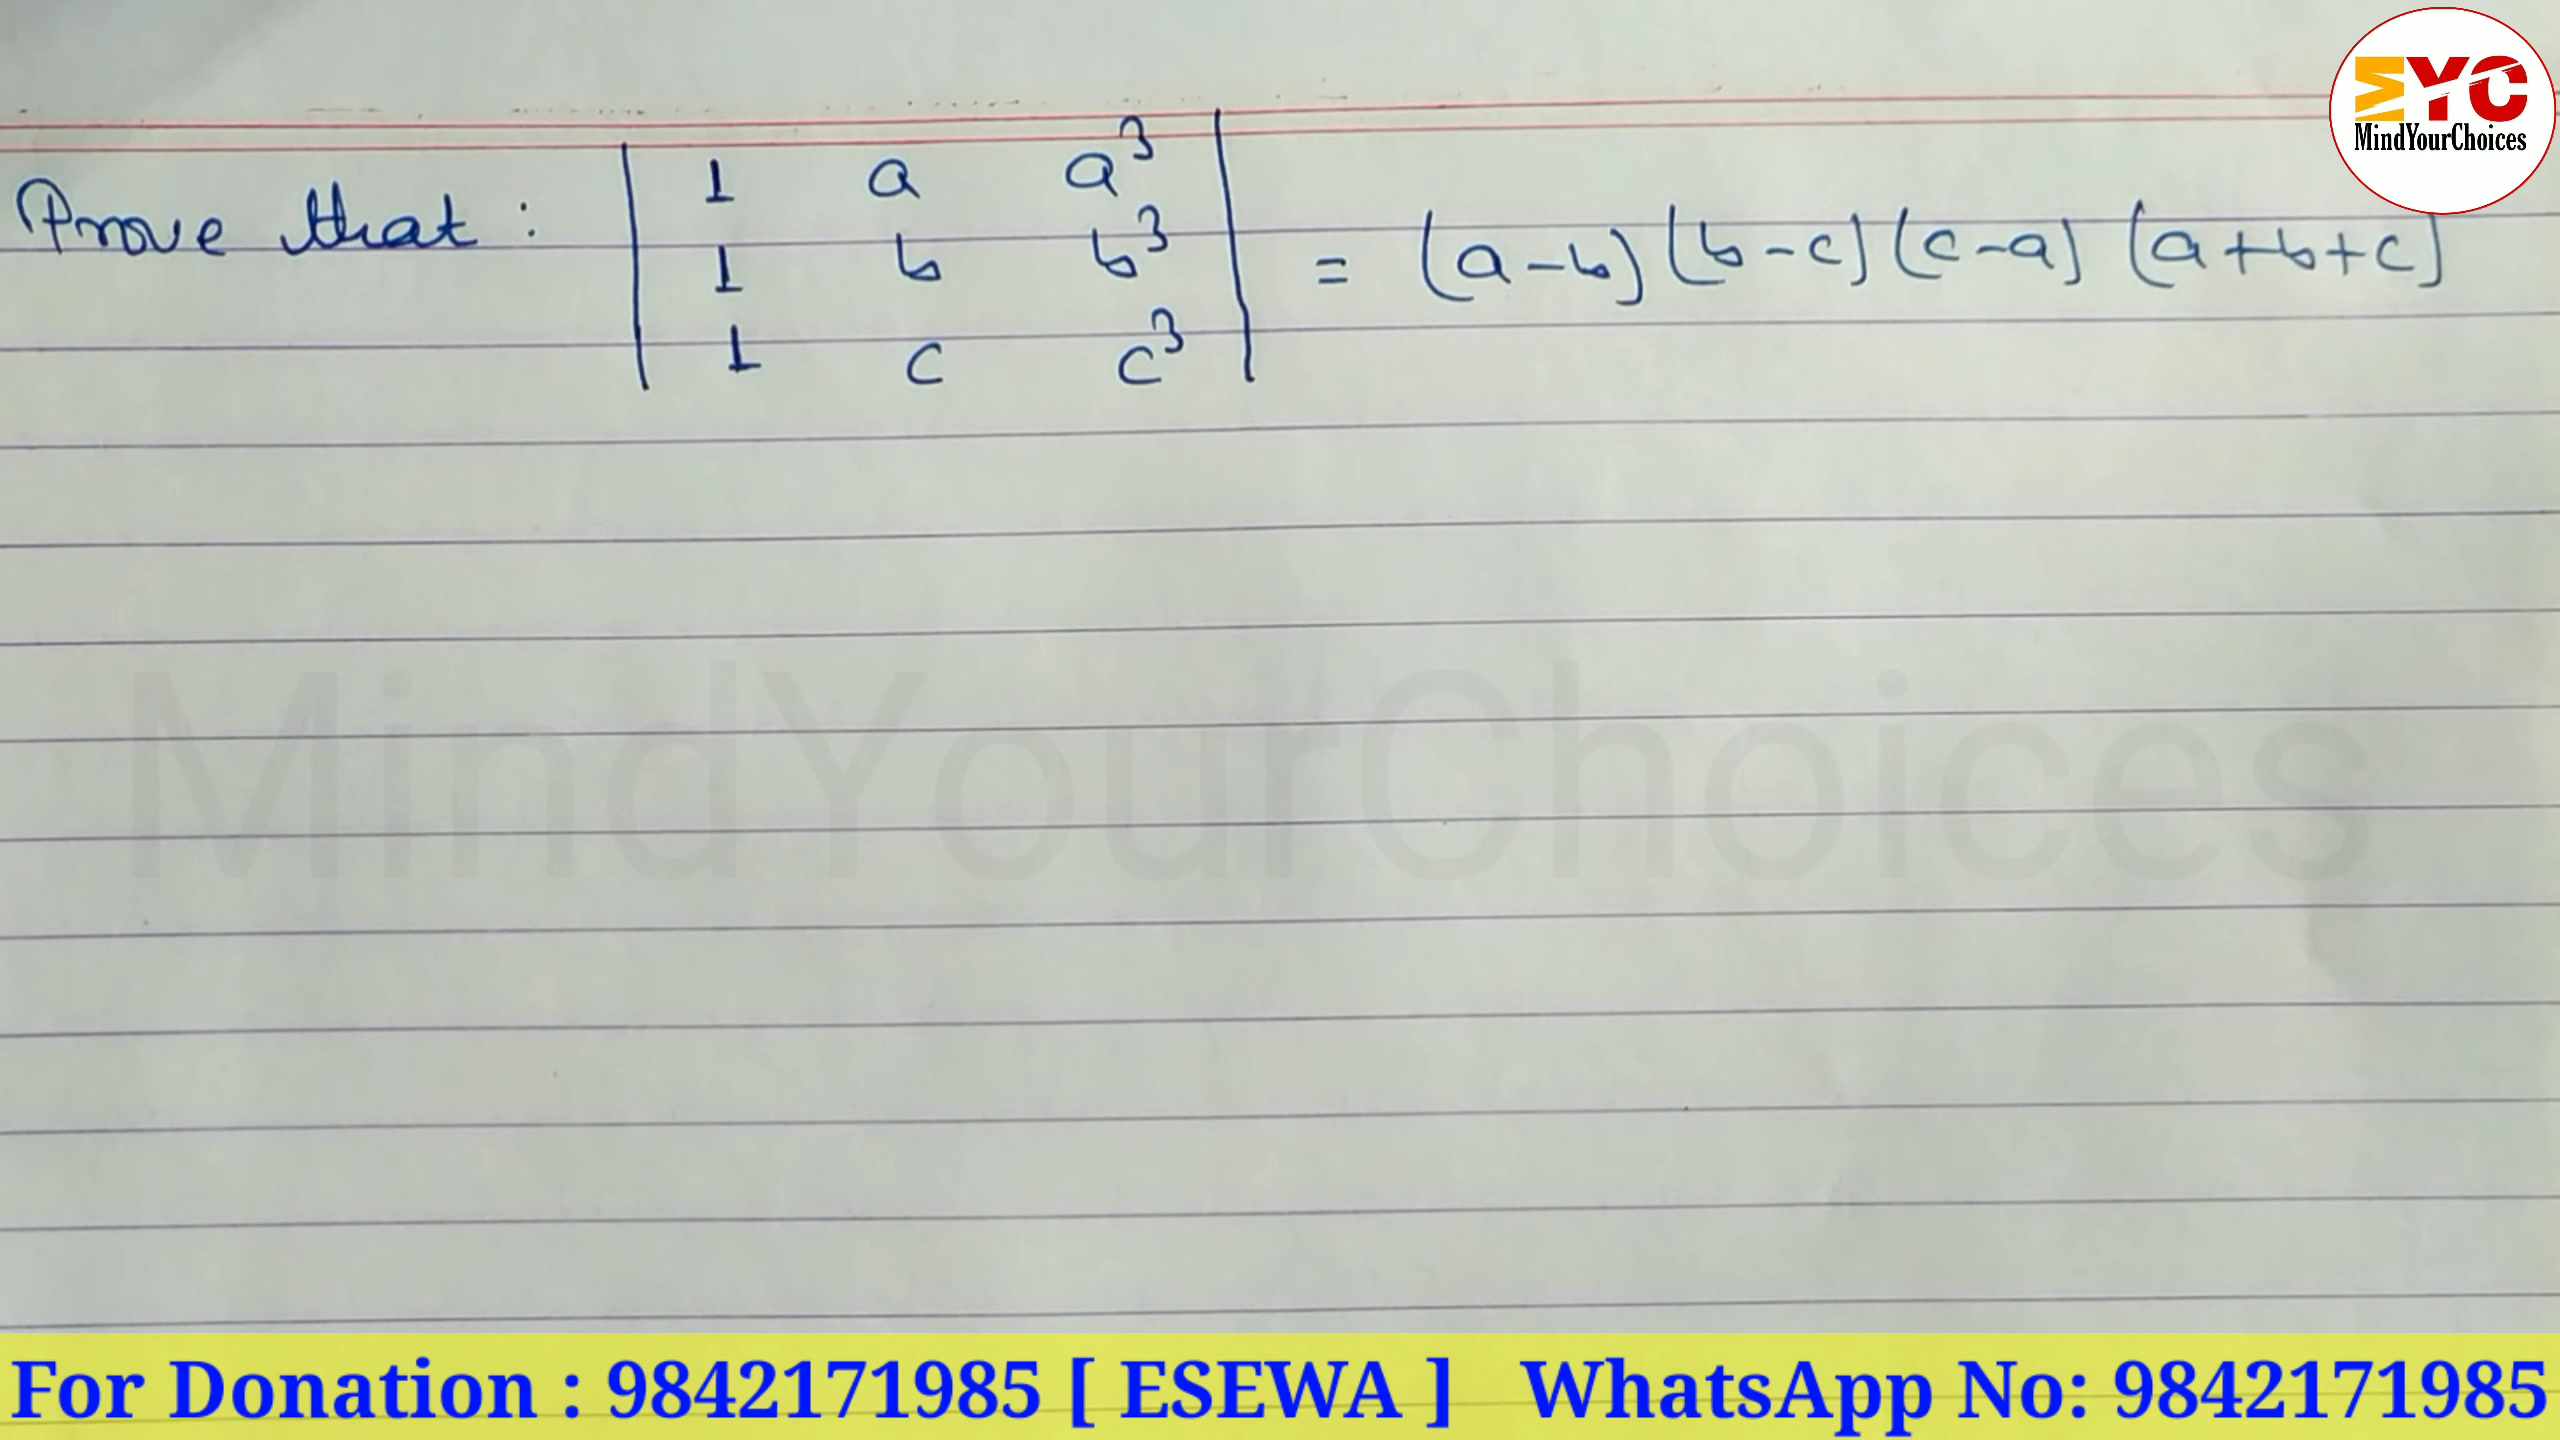 MYC
MindYourChoices
Prove that : | 1 a a³ |
| 1 b b³ | = (a-b) (b-c) (c-a) (a+b+c)
| 1 c c³ |
MindYourChoices
For Donation : 9842171985 [ ESEWA ] WhatsApp No: 9842171985